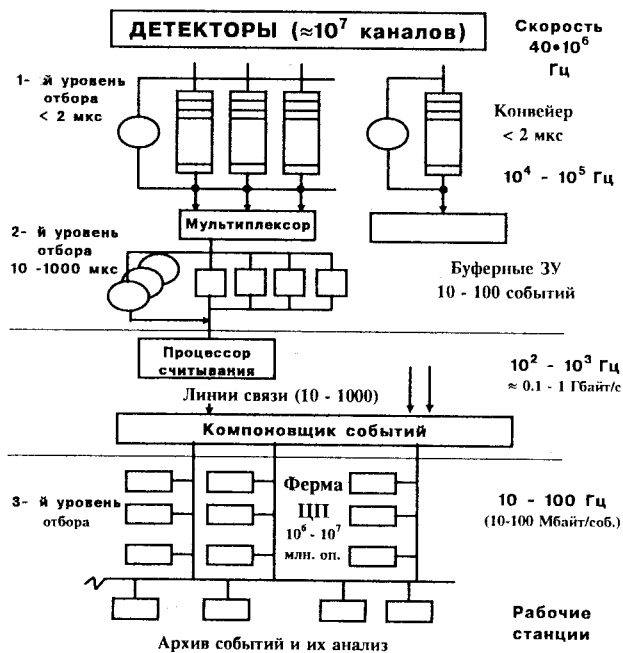 ДЕТЕКТОРЫ (≈10⁷ каналов)
Скорость
40•10⁶
Гц
1- й уровень
отбора
< 2 мкс
Конвейер
< 2 мкс
10⁴ - 10⁵ Гц
Мультиплексор
2- й уровень
отбора
10 -1000 мкс
Буферные ЗУ
10 - 100 событий
Процессор
считывания
10² - 10³ Гц
≈ 0.1 - 1 Гбайт/с
Линии связи (10 - 1000)
Компоновщик событий
3- й уровень
отбора
Ферма
ЦП
10⁶ - 10⁷
млн. оп.
10 - 100 Гц
(10-100 Мбайт/соб.)
Рабочие
станции
Архив событий и их анализ